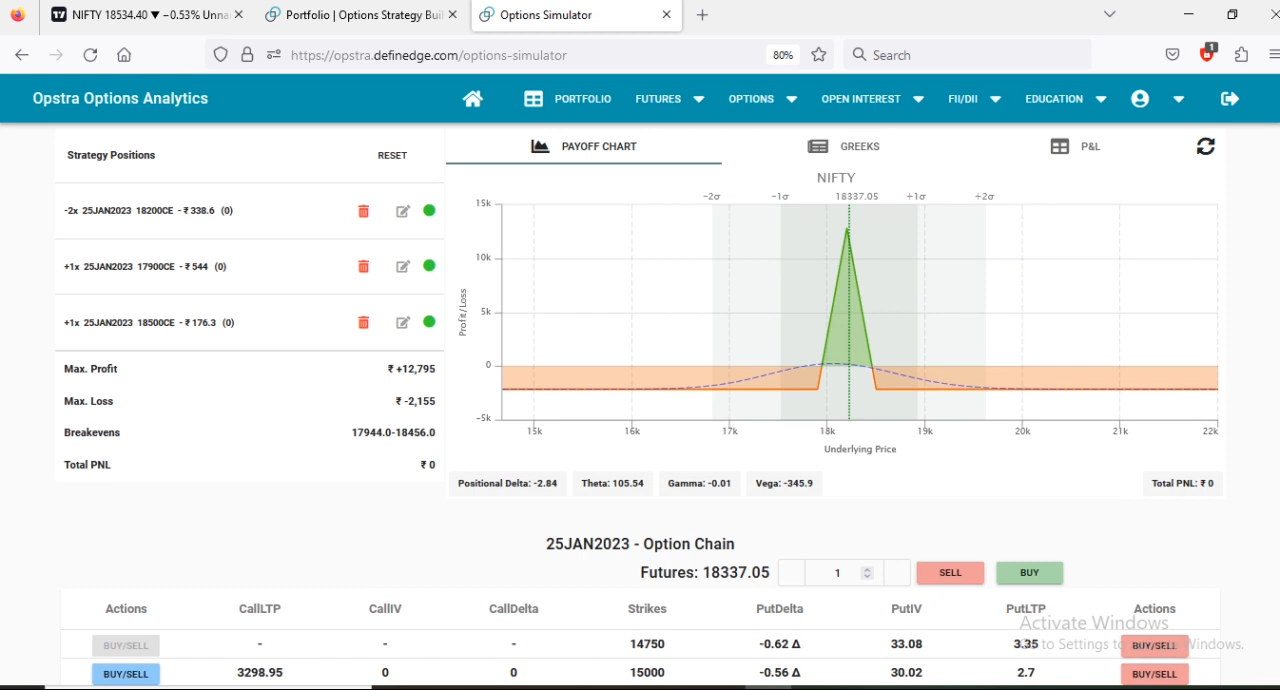 NIFTY 18534.40 ▼ −0.53% Unna
Portfolio | Options Strategy Buil
Options Simulator
https://opstra.definedge.com/options-simulator
80%
Search
1
Opstra Options Analytics
PORTFOLIO
FUTURES
OPTIONS
OPEN INTEREST
FII/DII
EDUCATION
Strategy Positions
RESET
-2x 25JAN2023 18200CE - ₹ 338.6 (0)
+1x 25JAN2023 17900CE - ₹ 544 (0)
+1x 25JAN2023 18500CE - ₹ 176.3 (0)
Max. Profit ₹ +12,795
Max. Loss ₹ -2,155
Breakevens 17944.0-18456.0
Total PNL ₹ 0
PAYOFF CHART
GREEKS
P&L
NIFTY
-2σ -1σ 18337.05 +1σ +2σ
15k
10k
5k
0
-5k
Profit/Loss
15k 16k 17k 18k 19k 20k 21k 22k
Underlying Price
Positional Delta: -2.84
Theta: 105.54
Gamma: -0.01
Vega: -345.9
Total PNL: ₹ 0
25JAN2023 - Option Chain
Futures: 18337.05
1
SELL
BUY
Actions CallLTP CallIV CallDelta Strikes PutDelta PutIV PutLTP Actions
BUY/SELL - - - 14750 -0.62 Δ 33.08 3.35 BUY/SELL
BUY/SELL 3298.95 0 0 15000 -0.56 Δ 30.02 2.7 BUY/SELL
Activate Windows
Go to Settings to Windows.